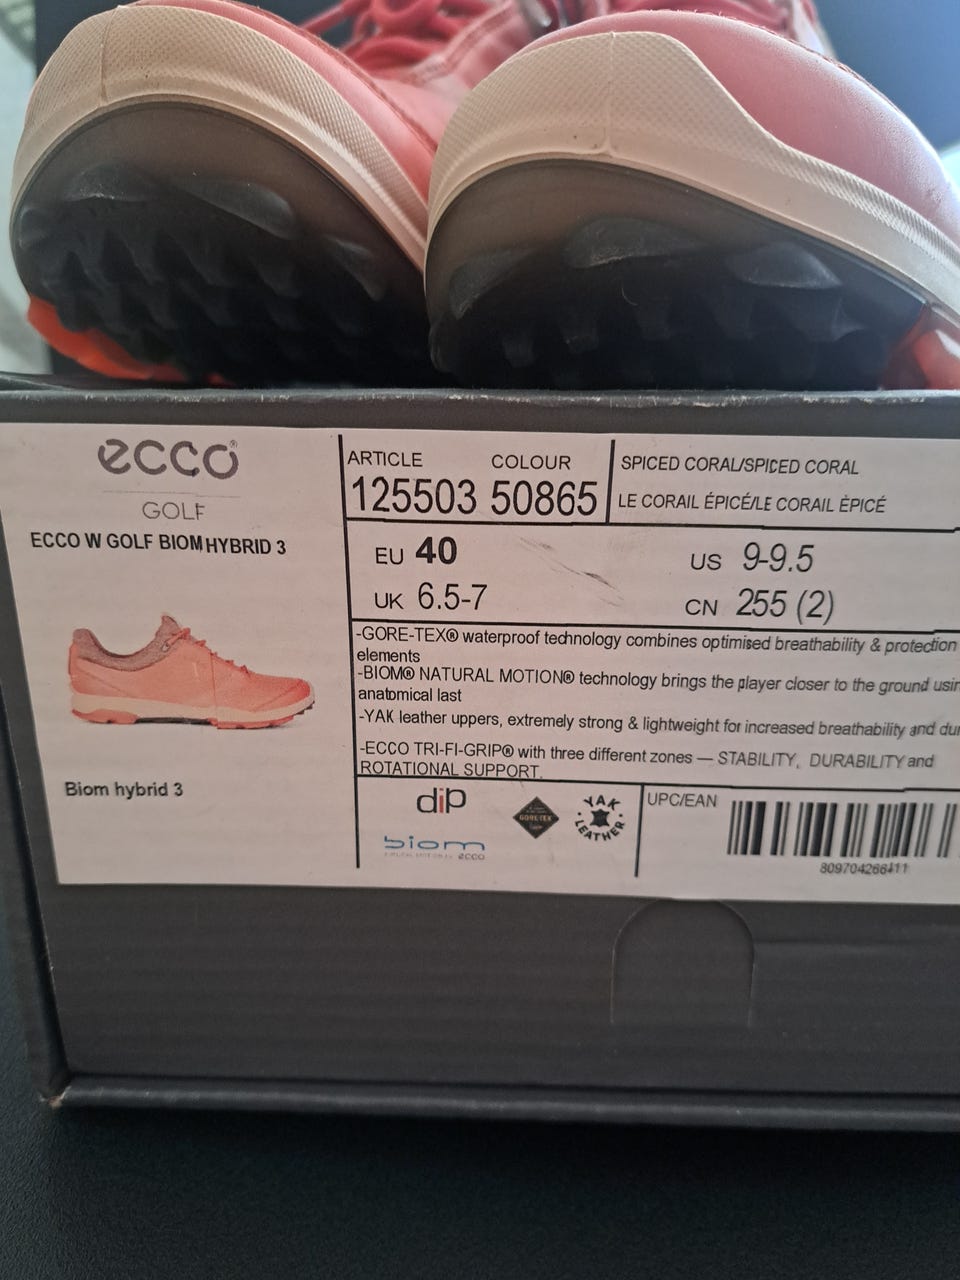 ecco®
GOLF
ECCO W GOLF BIOM HYBRID 3
Biom hybrid 3
ARTICLE COLOUR
125503 50865
SPICED CORAL/SPICED CORAL
LE CORAIL ÉPICÉ/LE CORAIL ÉPICÉ
EU 40 US 9-9.5
UK 6.5-7 CN 255 (2)
-GORE-TEX® waterproof technology combines optimised breathability & protection
elements
-BIOM® NATURAL MOTION® technology brings the player closer to the ground usin
anatomical last
-YAK leather uppers, extremely strong & lightweight for increased breathability and dur
-ECCO TRI-FI-GRIP® with three different zones — STABILITY, DURABILITY and
ROTATIONAL SUPPORT.
dip
GORE-TEX
YAK
LEATHER
biom
ecco
UPC/EAN
809704266411